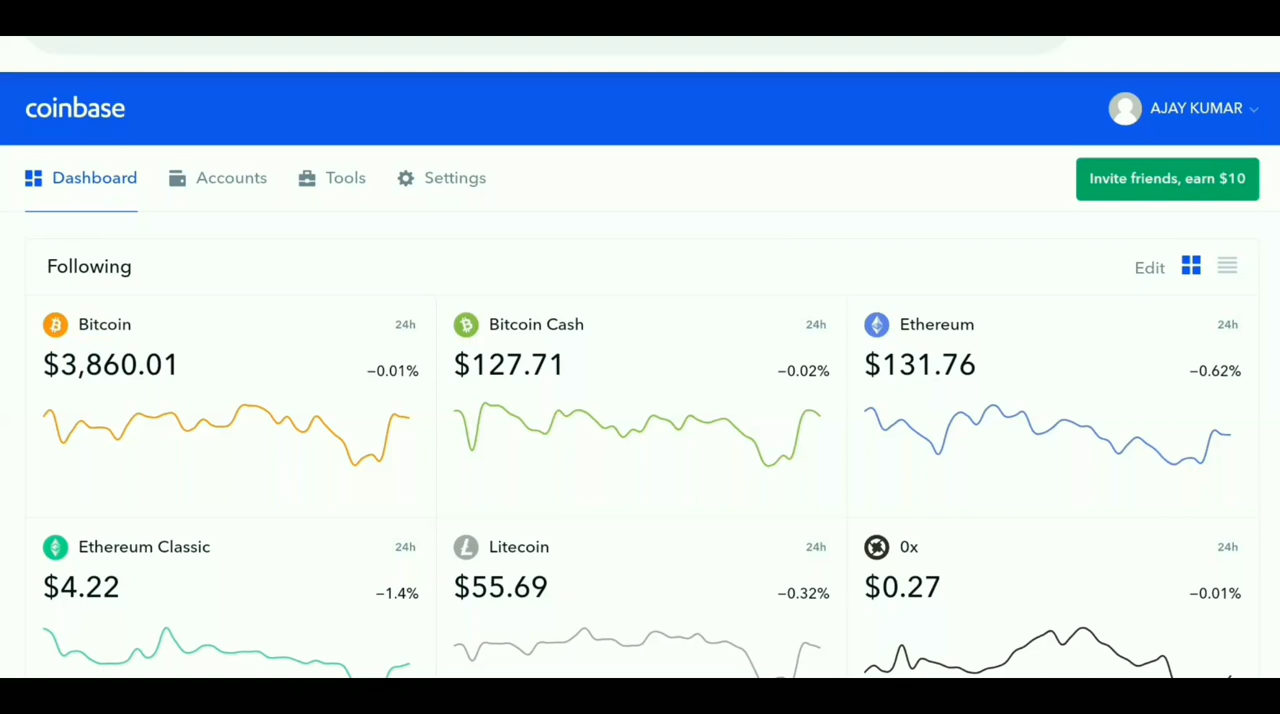 coinbase
AJAY KUMAR
Dashboard Accounts Tools Settings
Invite friends, earn $10
Following
Edit
Bitcoin 24h
$3,860.01 −0.01%
Bitcoin Cash 24h
$127.71 −0.02%
Ethereum 24h
$131.76 −0.62%
Ethereum Classic 24h
$4.22 −1.4%
Litecoin 24h
$55.69 −0.32%
0x 24h
$0.27 −0.01%